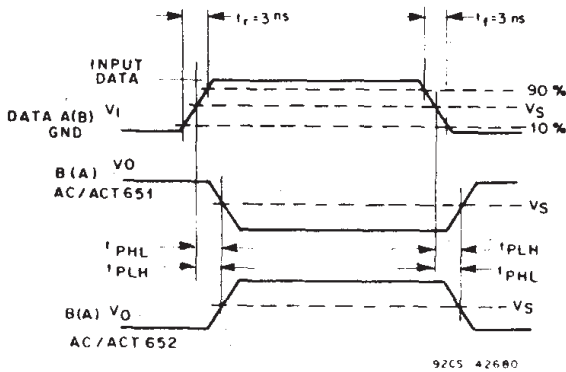 tr=3 ns
tf=3 ns
INPUT
DATA
90 %
DATA A(B) VI
VS
GND
10 %
B(A) VO
AC/ACT 651
VS
tPHL
tPLH
tPLH
tPHL
B(A) VO
VS
AC/ACT 652
92CS 42680